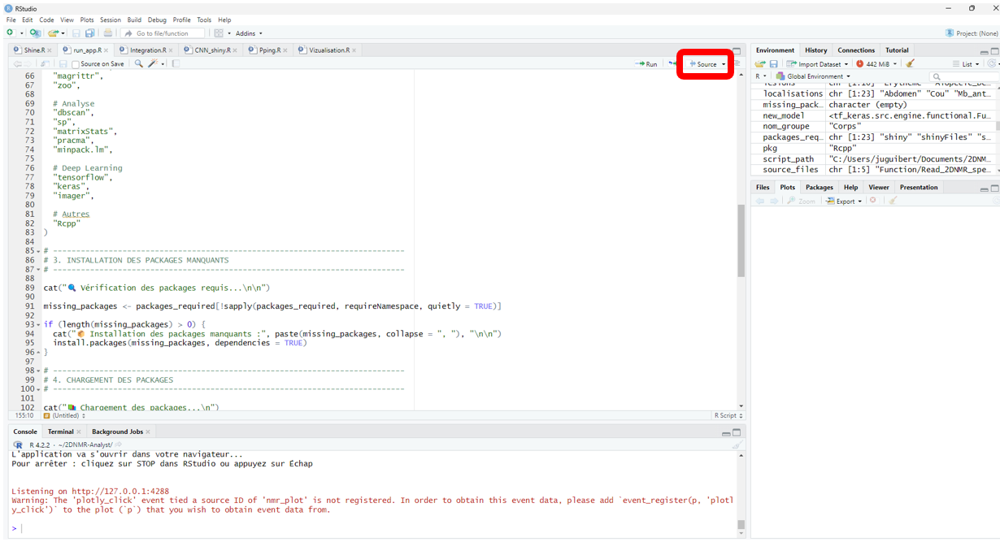 RStudio
File Edit Code View Plots Session Build Debug Profile Tools Help
Go to file/function Addins Project: (None)
Shine.R run_app.R Integration.R CNN_shiny.R Pping.R Vizualisation.R
Source on Save Run Source
66 "magrittr",
67 "zoo",
68
69 # Analyse
70 "dbscan",
71 "sp",
72 "matrixStats",
73 "pracma",
74 "minpack.lm",
75
76 # Deep Learning
77 "tensorflow",
78 "keras",
79 "imager",
80
81 # Autres
82 "Rcpp"
83 )
84
85 # ---------------------------------------------------------------------------
86 # 3. INSTALLATION DES PACKAGES MANQUANTS
87 # ---------------------------------------------------------------------------
88
89 cat("🔍 Vérification des packages requis...\n\n")
90
91 missing_packages <- packages_required[!sapply(packages_required, requireNamespace, quietly = TRUE)]
92
93 if (length(missing_packages) > 0) {
94 cat("📦 Installation des packages manquants :", paste(missing_packages, collapse = ", "), "\n\n")
95 install.packages(missing_packages, dependencies = TRUE)
96 }
97
98 # ---------------------------------------------------------------------------
99 # 4. CHARGEMENT DES PACKAGES
100 # ---------------------------------------------------------------------------
101
102 cat("📚 Chargement des packages...\n")
155:10 (Untitled) R Script
Console Terminal Background Jobs
R 4.2.2 · ~/2DNMR-Analyst/
L'application va s'ouvrir dans votre navigateur...
Pour arrêter : cliquez sur STOP dans RStudio ou appuyez sur Échap
Listening on http://127.0.0.1:4288
Warning: The 'plotly_click' event tied a source ID of 'nmr_plot' is not registered. In order to obtain this event data, please add `event_register(p, 'plotl
y_click')` to the plot (`p`) that you wish to obtain event data from.
>
Environment History Connections Tutorial
Import Dataset 442 MiB List
R Global Environment
localisations chr [1:23] "Abdomen" "Cou" "Mb_ant…
missing_pack… character (empty)
new_model <tf_keras.src.engine.functional.Fu…
nom_groupe "Corps"
packages_req… chr [1:23] "shiny" "shinyFiles" "s…
pkg "Rcpp"
script_path "C:/Users/juguibert/Documents/2DNM…
source_files chr [1:5] "Function/Read_2DNMR_spe…
Files Plots Packages Help Viewer Presentation
Zoom Export